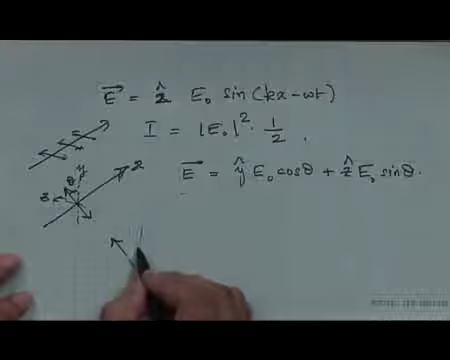 E⃗ = ẑ E₀ sin(kx-ωt)
I = |E₀|² · 1/2 .
E⃗ = ŷ E₀ cosθ + ẑ E₀ sinθ.
z θ y x